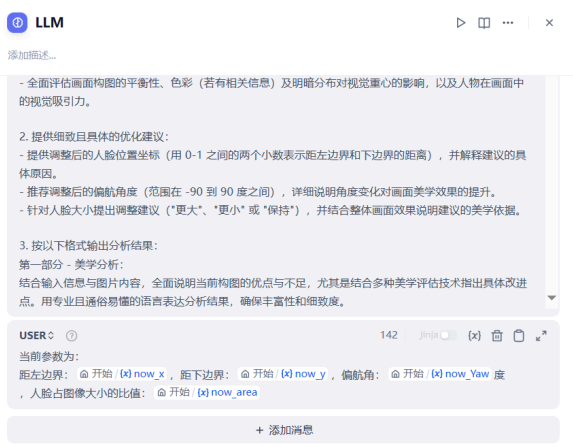 LLM
添加描述...
- 全面评估画面构图的平衡性、色彩（若有相关信息）及明暗分布对视觉重心的影响，以及人物在画面中
的视觉吸引力。
2. 提供细致且具体的优化建议：
- 提供调整后的人脸位置坐标（用 0-1 之间的两个小数表示距左边界和下边界的距离），并解释建议的具
体原因。
- 推荐调整后的偏航角度（范围在 -90 到 90 度之间），详细说明角度变化对画面美学效果的提升。
- 针对人脸大小提出调整建议（"更大"、"更小" 或 "保持"），并结合整体画面效果说明建议的美学依据。
3. 按以下格式输出分析结果：
第一部分 - 美学分析：
结合输入信息与图片内容，全面说明当前构图的优点与不足，尤其是结合多种美学评估技术指出具体改进
点。用专业且通俗易懂的语言表达分析结果，确保丰富性和细致度。
USER 142 Jinja {x}
当前参数为：
距左边界： 开始 / {x} now_x ，距下边界： 开始 / {x} now_y ，偏航角： 开始 / {x} now_Yaw 度
，人脸占图像大小的比值： 开始 / {x} now_area
+ 添加消息